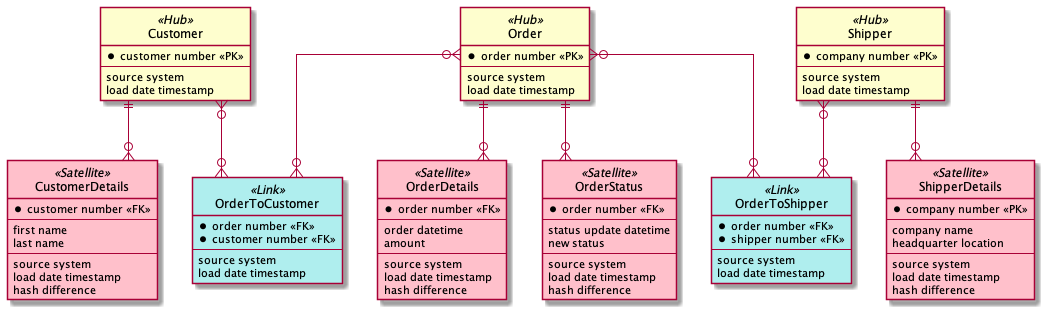 «Hub»
Customer
customer number «PK»
source system
load date timestamp
«Hub»
Order
order number «PK»
source system
load date timestamp
«Hub»
Shipper
company number «PK»
source system
load date timestamp
«Satellite»
CustomerDetails
customer number «FK»
first name
last name
source system
load date timestamp
hash difference
«Link»
OrderToCustomer
order number «FK»
customer number «FK»
source system
load date timestamp
«Satellite»
OrderDetails
order number «FK»
order datetime
amount
source system
load date timestamp
hash difference
«Satellite»
OrderStatus
order number «FK»
status update datetime
new status
source system
load date timestamp
hash difference
«Link»
OrderToShipper
order number «FK»
shipper number «FK»
source system
load date timestamp
«Satellite»
ShipperDetails
company number «PK»
company name
headquarter location
source system
load date timestamp
hash difference